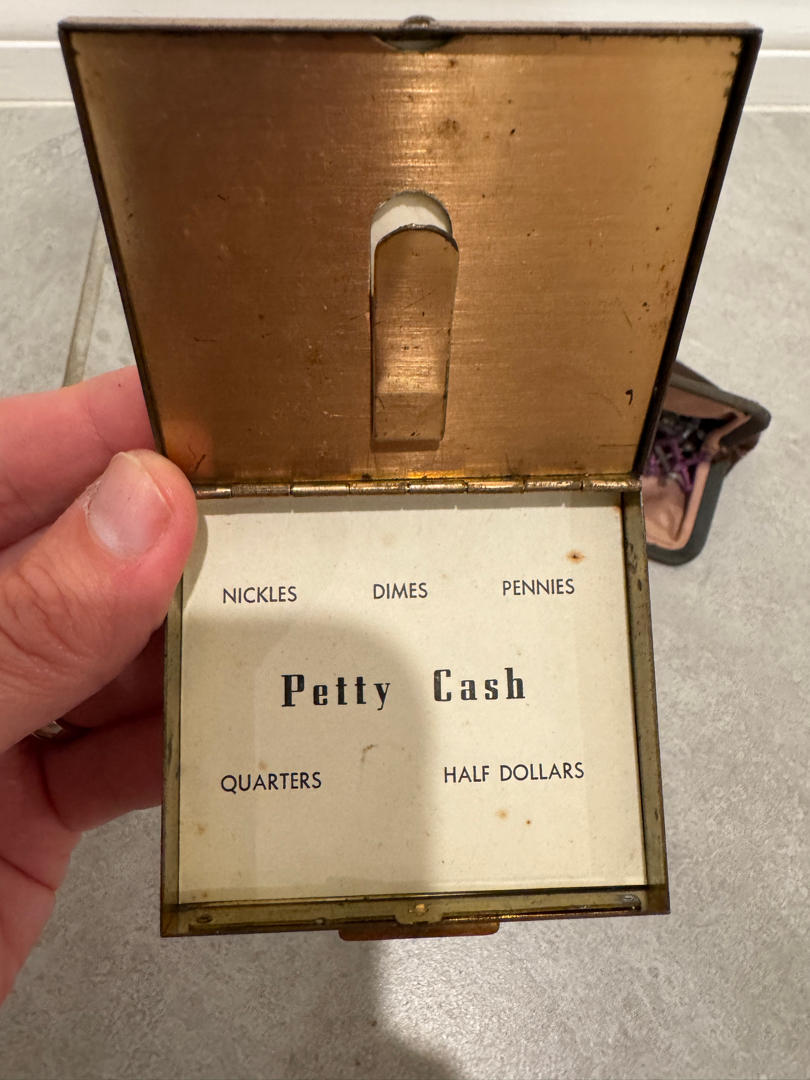 NICKLES DIMES PENNIES
Petty Cash
QUARTERS HALF DOLLARS